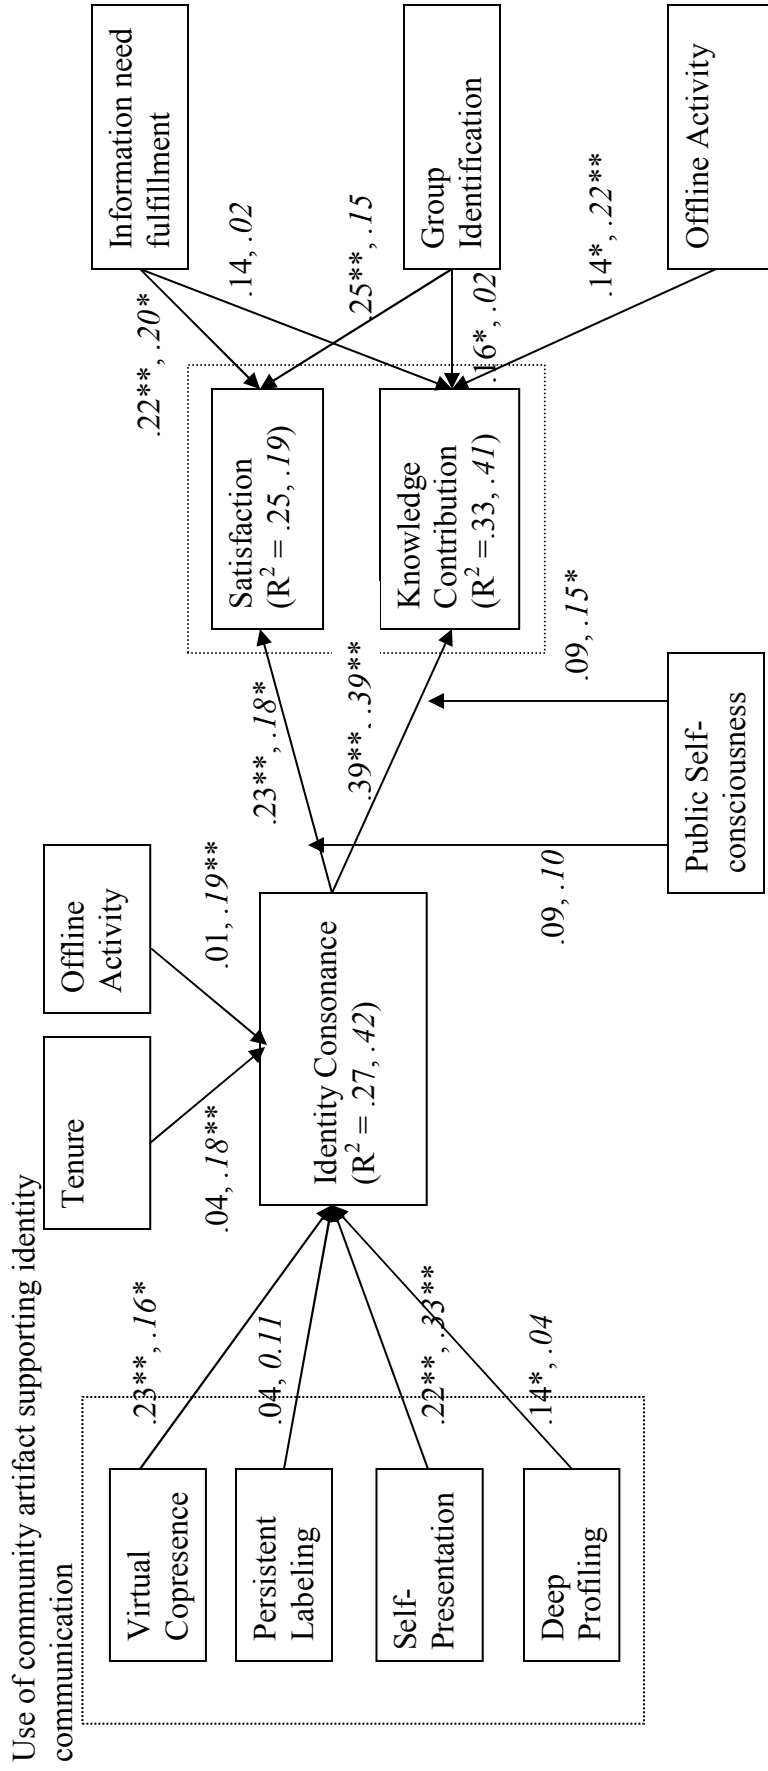 Use of community artifact supporting identity
communication
Virtual
Copresence
Persistent
Labeling
Self-
Presentation
Deep
Profiling
.23**, .16*
.04, 0.11
.22**, .33**
.14*, .04
Tenure
Offline
Activity
.04, .18**
.01, .19**
Identity Consonance
(R² = .27, .42)
.23**, .18*
.39**, .39**
.09, .10
.09, .15*
Public Self-
consciousness
Satisfaction
(R² = .25, .19)
Knowledge
Contribution
(R² =.33, .41)
.22**, .20*
.14, .02
.25**, .15
.16*, .02
.14*, .22**
Information need
fulfillment
Group
Identification
Offline Activity